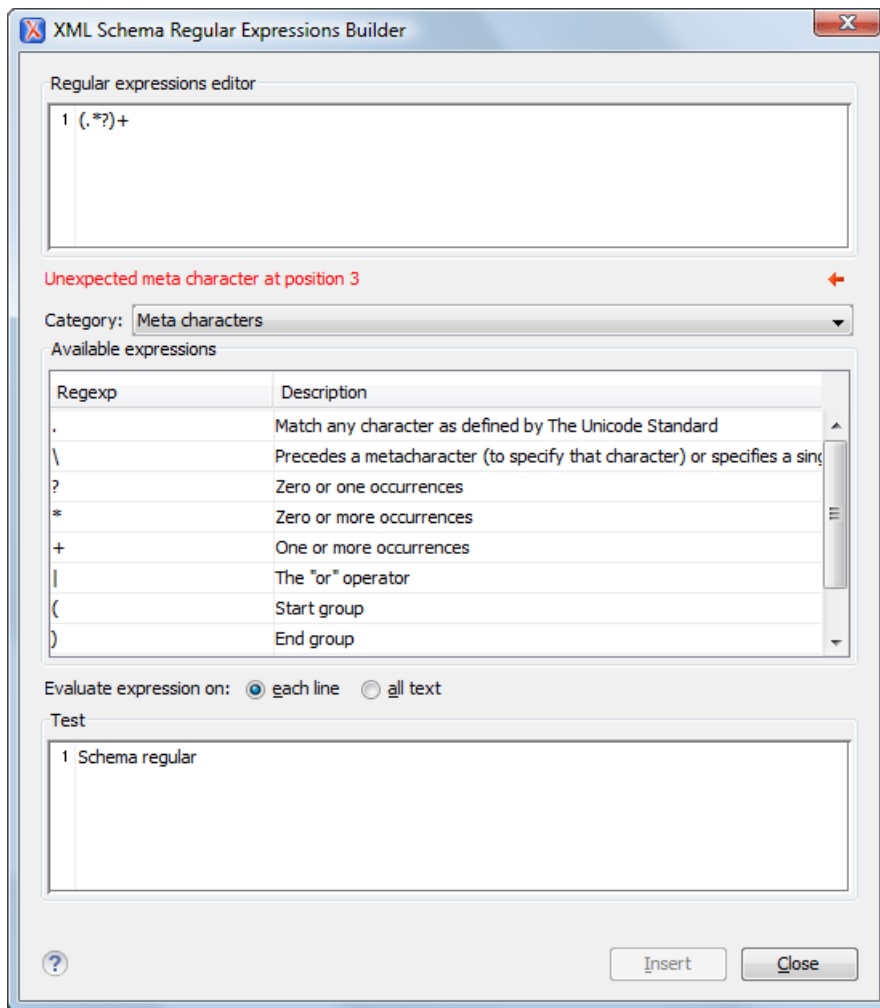 XML Schema Regular Expressions Builder
Regular expressions editor
1 (.*?)+
Unexpected meta character at position 3
Category: Meta characters
Available expressions
Regexp Description
. Match any character as defined by The Unicode Standard
\ Precedes a metacharacter (to specify that character) or specifies a sing
? Zero or one occurrences
* Zero or more occurrences
+ One or more occurrences
| The "or" operator
( Start group
) End group
Evaluate expression on: each line all text
Test
1 Schema regular
? Insert Close